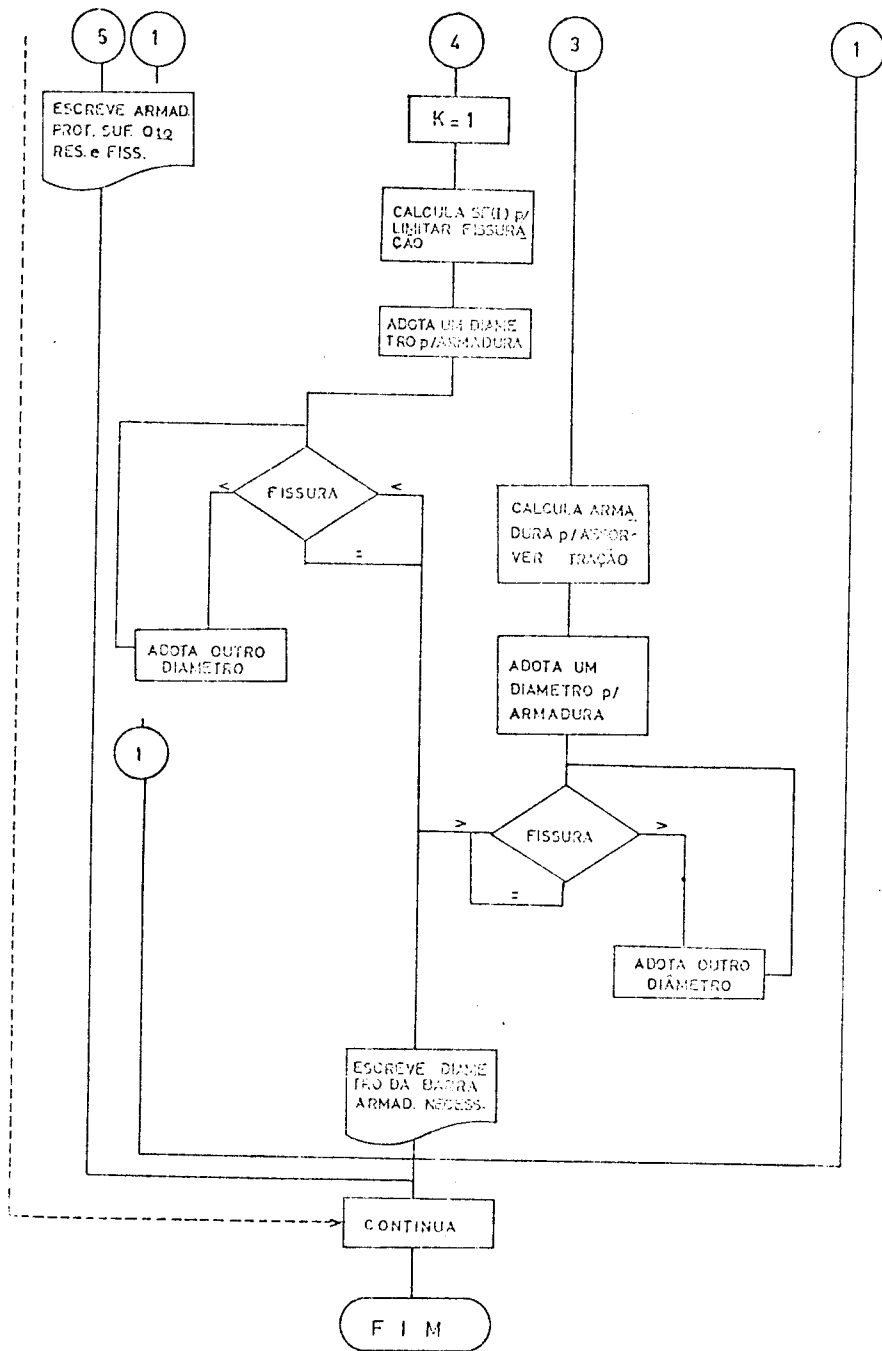 5
1
4
3
1
ESCREVE ARMAD.
PROT. SUF.
RES. e FISS.
K = 1
CALCULA p/
LIMITAR FISSURA
ÇÃO
ADOTA UM DIAME
TRO p/ARMADURA
<
FISSURA
<
=
CALCULA ARMA
DURA p/ABSOR-
VER TRAÇÃO
ADOTA OUTRO
DIAMETRO
ADOTA UM
DIAMETRO p/
ARMADURA
1
>
FISSURA
>
=
ADOTA OUTRO
DIÂMETRO
ESCREVE DIAME
TRO DA BARRA
ARMAD. NECESS.
CONTINUA
FIM